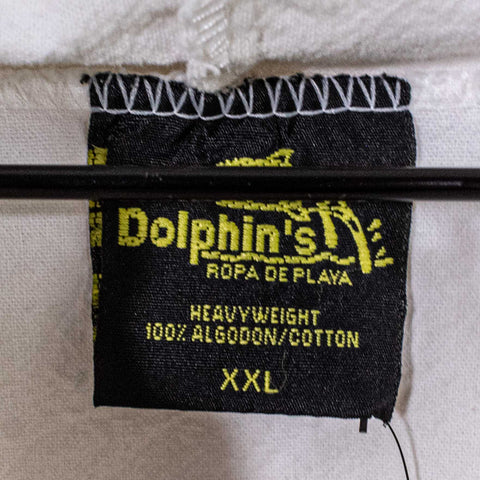 Dolphin's
ROPA DE PLAYA
HEAVYWEIGHT
100% ALGODON/COTTON
XXL